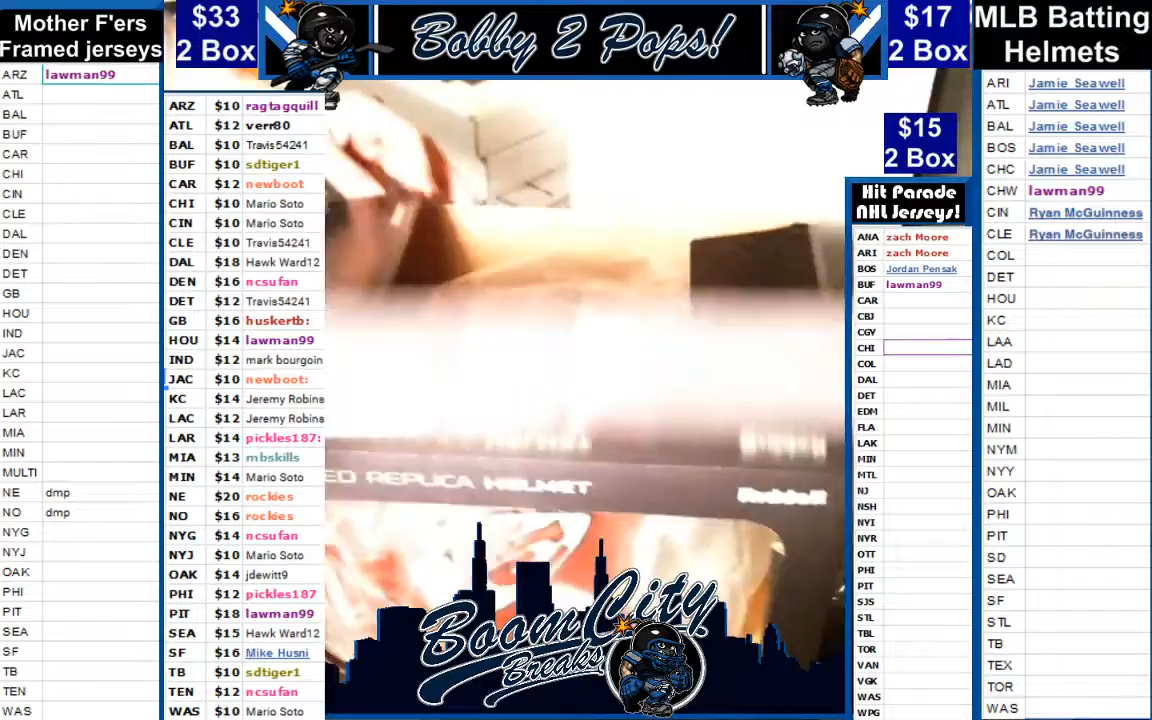 Mother F'ers
Framed jerseys
ARZ lawman99
ATL
BAL
BUF
CAR
CHI
CIN
CLE
DAL
DEN
DET
GB
HOU
IND
JAC
KC
LAC
LAR
MIA
MIN
MULTI
NE dmp
NO dmp
NYG
NYJ
OAK
PHI
PIT
SEA
SF
TB
TEN
WAS
$33
2 Box
Bobby 2 Pops!
$17
2 Box
ARZ $10 ragtagquill
ATL $12 verr80
BAL $10 Travis54241
BUF $10 sdtiger1
CAR $12 newboot
CHI $10 Mario Soto
CIN $10 Mario Soto
CLE $10 Travis54241
DAL $18 Hawk Ward12
DEN $16 ncsufan
DET $12 Travis54241
GB $16 huskertb:
HOU $14 lawman99
IND $12 mark bourgoin
JAC $10 newboot:
KC $14 Jeremy Robins
LAC $12 Jeremy Robins
LAR $14 pickles187:
MIA $13 mbskills
MIN $14 Mario Soto
NE $20 rockies
NO $16 rockies
NYG $14 ncsufan
NYJ $10 Mario Soto
OAK $14 jdewitt9
PHI $12 pickles187
PIT $18 lawman99
SEA $15 Hawk Ward12
SF $16 Mike Husni
TB $10 sdtiger1
TEN $12 ncsufan
WAS $10 Mario Soto
ED REPLICA HELMET
Riddell
Boom City
Breaks
$15
2 Box
Hit Parade
NHL Jerseys!
ANA zach Moore
ARI zach Moore
BOS Jordan Pensak
BUF lawman99
CAR
CBJ
CGY
CHI
COL
DAL
DET
EDM
FLA
LAK
MIN
MTL
NJ
NSH
NYI
NYR
OTT
PHI
PIT
SJS
STL
TBL
TOR
VAN
VGK
WAS
WPG
MLB Batting
Helmets
ARI Jamie Seawell
ATL Jamie Seawell
BAL Jamie Seawell
BOS Jamie Seawell
CHC Jamie Seawell
CHW lawman99
CIN Ryan McGuinness
CLE Ryan McGuinness
COL
DET
HOU
KC
LAA
LAD
MIA
MIL
MIN
NYM
NYY
OAK
PHI
PIT
SD
SEA
SF
STL
TB
TEX
TOR
WAS